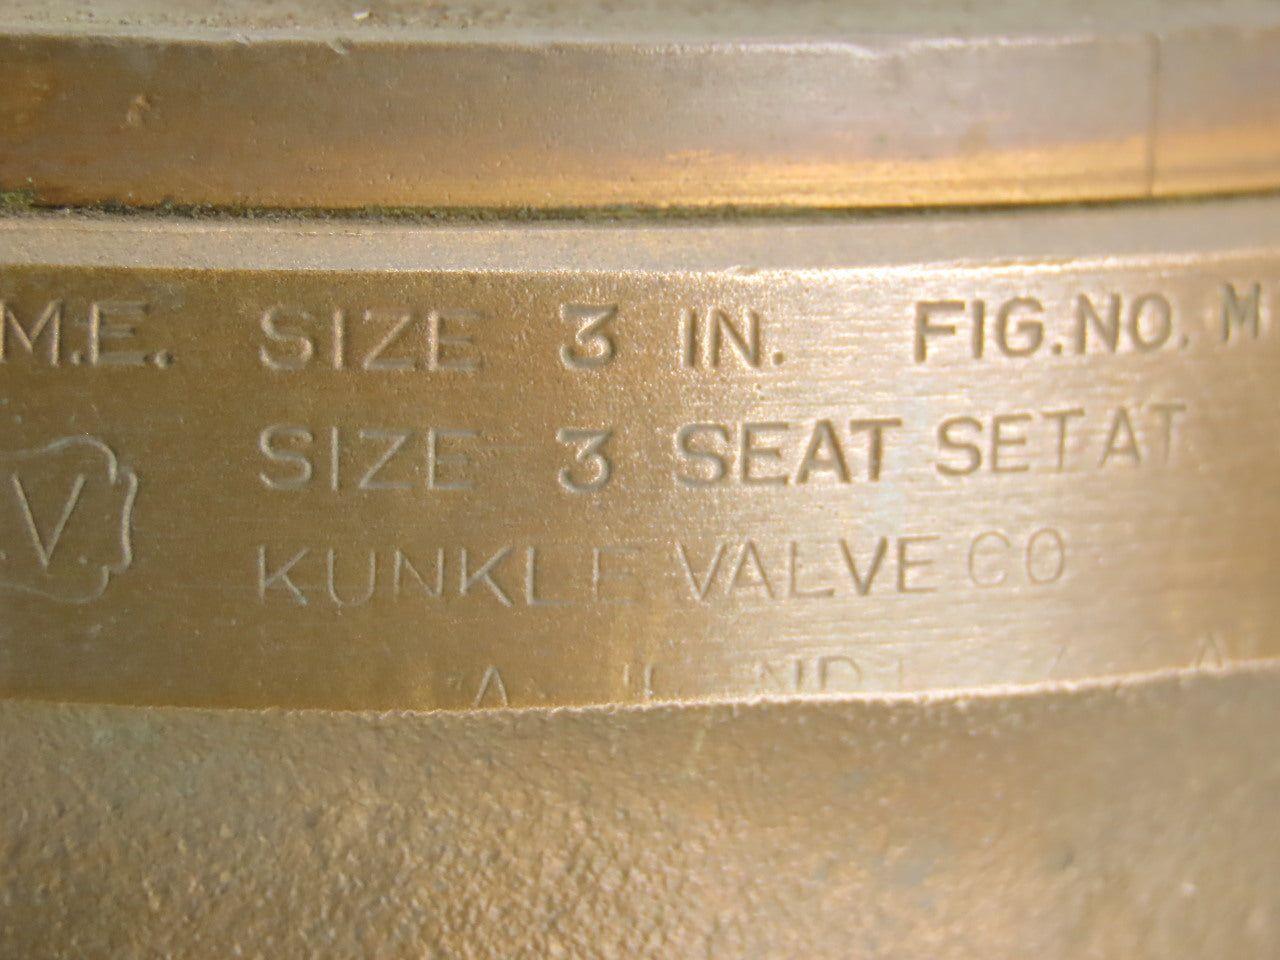 M.E. SIZE 3 IN. FIG.NO. M
V SIZE 3 SEAT SET AT
KUNKLE VALVE CO